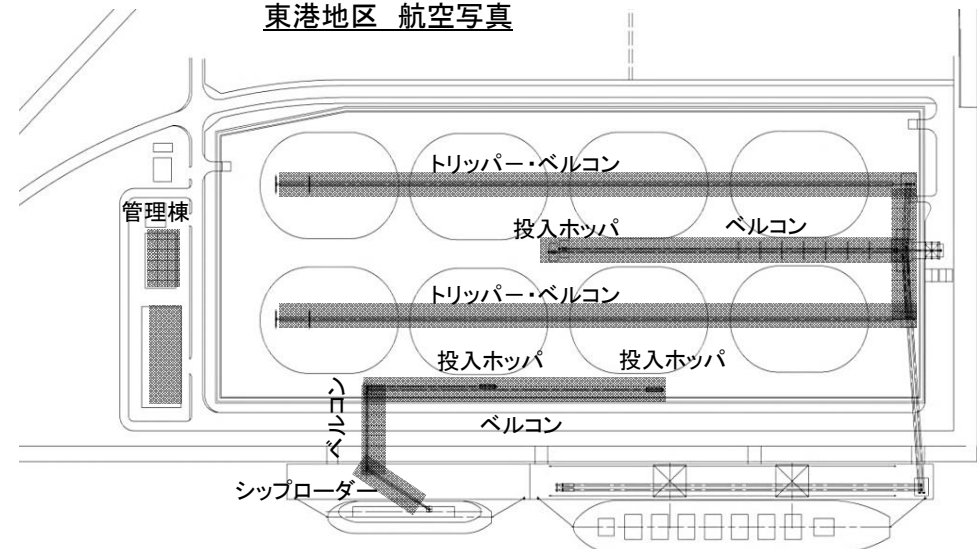 東港地区 航空写真
トリッパー・ベルコン
管理棟
投入ホッパ
ベルコン
トリッパー・ベルコン
投入ホッパ
投入ホッパ
ベルコン
ベルコン
シップローダー